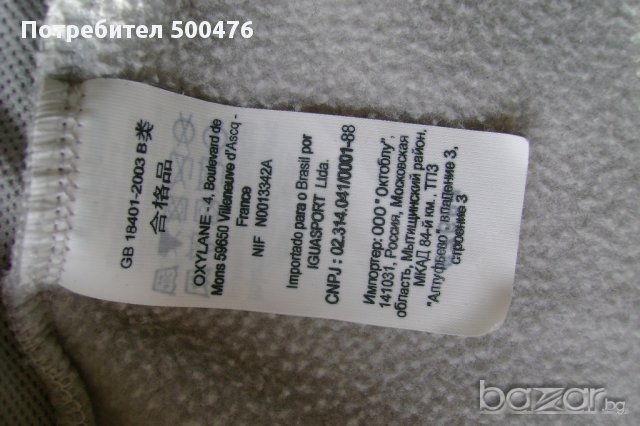 Потребител 500476
GB 18401-2003 B类
合格品
OXYLANE - 4, Boulevard de
Mons 59650 Villeneuve d'Ascq -
France
NIF N0013342A
Importado para o Brasil por
IGUASPORT Ltda.
CNPJ : 02.314.041/0001-88
Импортер: ООО "Октоблу",
141031, Россия, Московская
область, Мытищинский район,
МКАД 84-й км., ТПЗ
"Алтуфьево", владение 3,
строение 3
bazar.bg